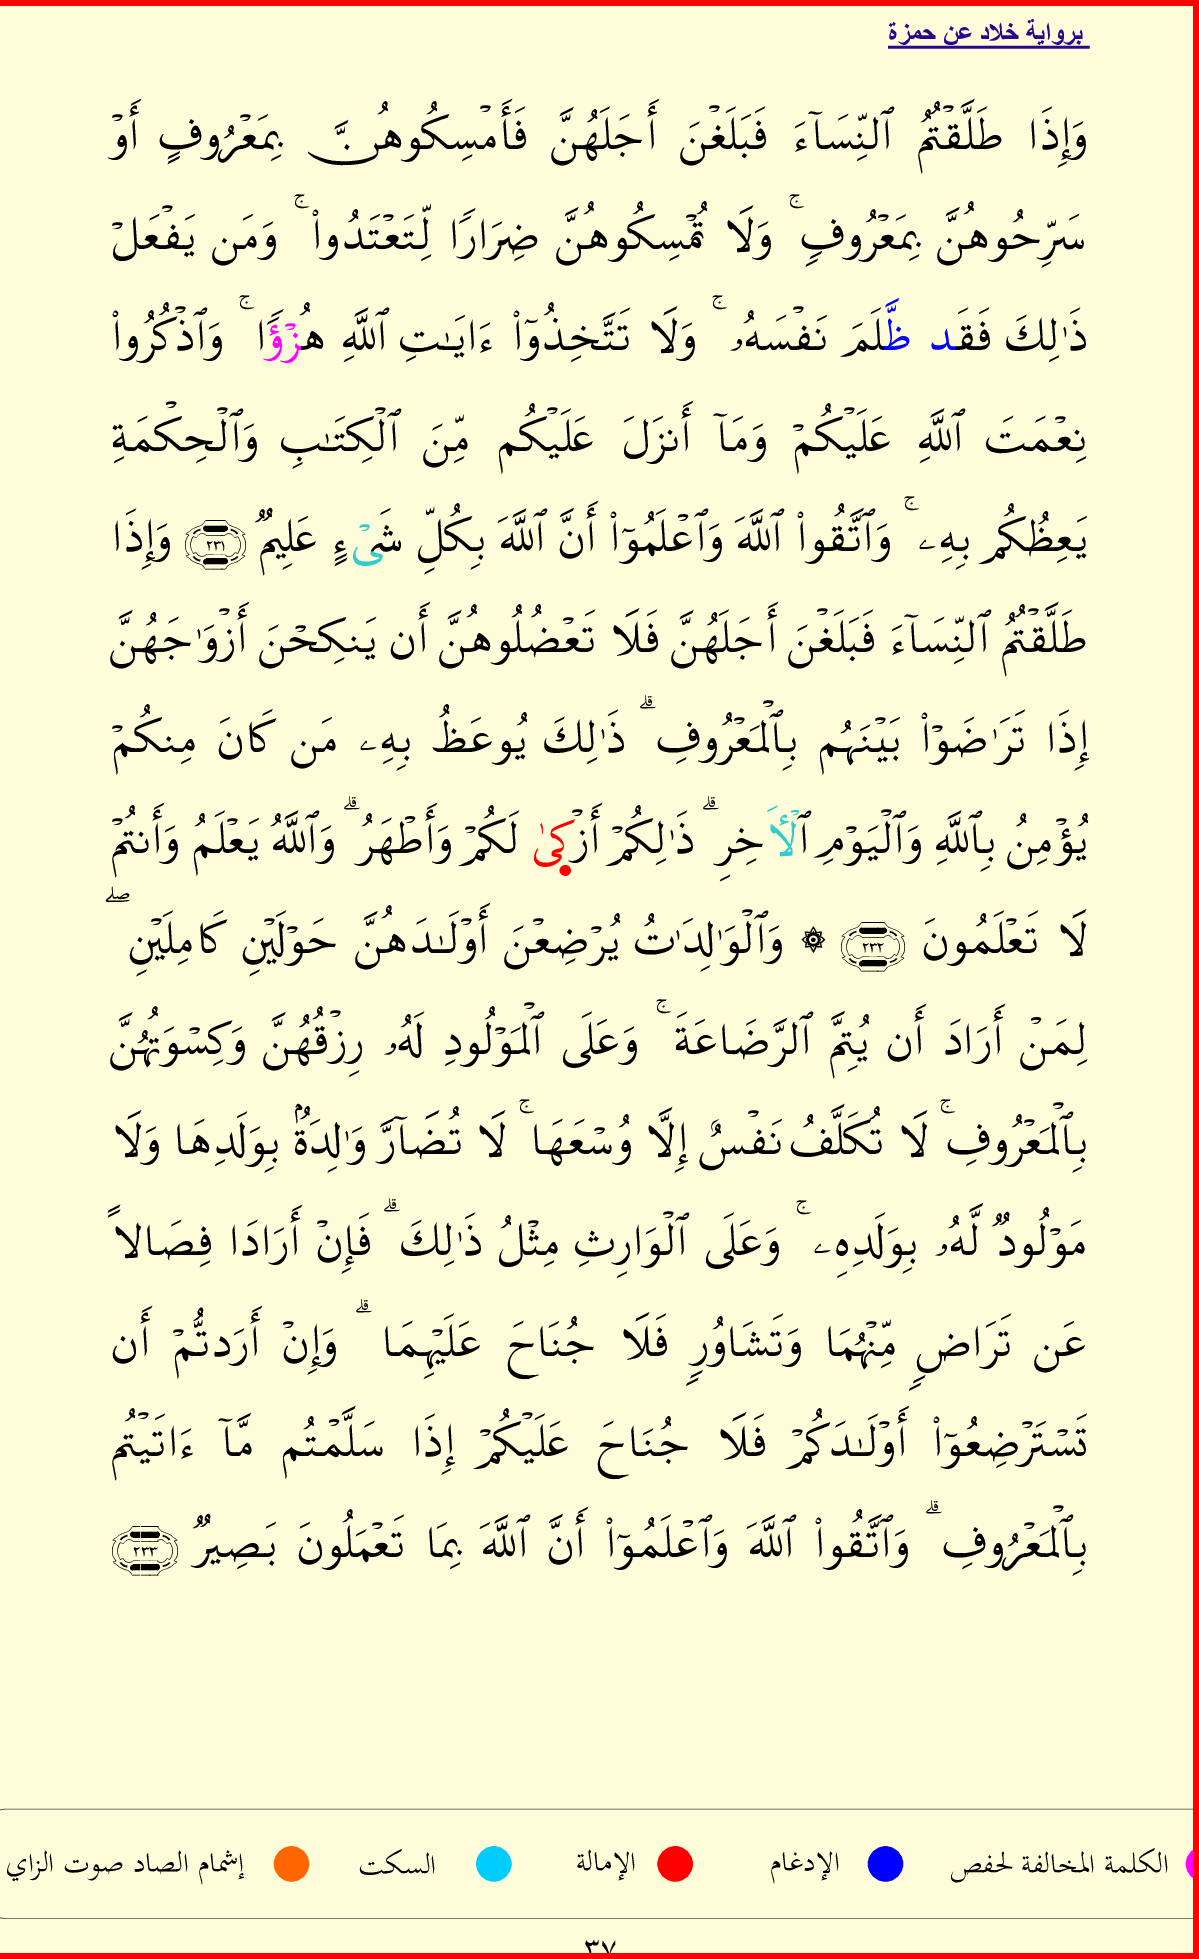 برواية خلاد عن حمزة
وَإِذَا طَلَّقْتُمُ ٱلنِّسَآءَ فَبَلَغْنَ أَجَلَهُنَّ فَأَمْسِكُوهُنَّ بِمَعْرُوفٍ أَوْ
سَرِّحُوهُنَّ بِمَعْرُوفٍ ۚ وَلَا تُمْسِكُوهُنَّ ضِرَارًا لِّتَعْتَدُوا۟ ۚ وَمَن يَفْعَلْ
ذَٰلِكَ فَقَد ظَّلَمَ نَفْسَهُۥ ۚ وَلَا تَتَّخِذُوٓا۟ ءَايَـٰتِ ٱللَّهِ هُزْؤًا ۚ وَٱذْكُرُوا۟
نِعْمَتَ ٱللَّهِ عَلَيْكُمْ وَمَآ أَنزَلَ عَلَيْكُم مِّنَ ٱلْكِتَـٰبِ وَٱلْحِكْمَةِ
يَعِظُكُم بِهِۦ ۚ وَٱتَّقُوا۟ ٱللَّهَ وَٱعْلَمُوٓا۟ أَنَّ ٱللَّهَ بِكُلِّ شَىْءٍ عَلِيمٌ ٢٣١ وَإِذَا
طَلَّقْتُمُ ٱلنِّسَآءَ فَبَلَغْنَ أَجَلَهُنَّ فَلَا تَعْضُلُوهُنَّ أَن يَنكِحْنَ أَزْوَٰجَهُنَّ
إِذَا تَرَٰضَوْا۟ بَيْنَهُم بِٱلْمَعْرُوفِ ۗ ذَٰلِكَ يُوعَظُ بِهِۦ مَن كَانَ مِنكُمْ
يُؤْمِنُ بِٱللَّهِ وَٱلْيَوْمِ ٱلْـَٔاخِرِ ۗ ذَٰلِكُمْ أَزْكَىٰ لَكُمْ وَأَطْهَرُ ۗ وَٱللَّهُ يَعْلَمُ وَأَنتُمْ
لَا تَعْلَمُونَ ٢٣٢ ۞ وَٱلْوَٰلِدَٰتُ يُرْضِعْنَ أَوْلَـٰدَهُنَّ حَوْلَيْنِ كَامِلَيْنِ ۖ
لِمَنْ أَرَادَ أَن يُتِمَّ ٱلرَّضَاعَةَ ۚ وَعَلَى ٱلْمَوْلُودِ لَهُۥ رِزْقُهُنَّ وَكِسْوَتُهُنَّ
بِٱلْمَعْرُوفِ ۚ لَا تُكَلَّفُ نَفْسٌ إِلَّا وُسْعَهَا ۚ لَا تُضَآرَّ وَٰلِدَةٌۢ بِوَلَدِهَا وَلَا
مَوْلُودٌ لَّهُۥ بِوَلَدِهِۦ ۚ وَعَلَى ٱلْوَارِثِ مِثْلُ ذَٰلِكَ ۗ فَإِنْ أَرَادَا فِصَالاً
عَن تَرَاضٍ مِّنْهُمَا وَتَشَاوُرٍ فَلَا جُنَاحَ عَلَيْهِمَا ۗ وَإِنْ أَرَدتُّمْ أَن
تَسْتَرْضِعُوٓا۟ أَوْلَـٰدَكُمْ فَلَا جُنَاحَ عَلَيْكُمْ إِذَا سَلَّمْتُم مَّآ ءَاتَيْتُم
بِٱلْمَعْرُوفِ ۗ وَٱتَّقُوا۟ ٱللَّهَ وَٱعْلَمُوٓا۟ أَنَّ ٱللَّهَ بِمَا تَعْمَلُونَ بَصِيرٌ ٢٣٣
الكلمة المخالفة لحفص الإدغام الإمالة السكت إشمام الصاد صوت الزاي
٣٧